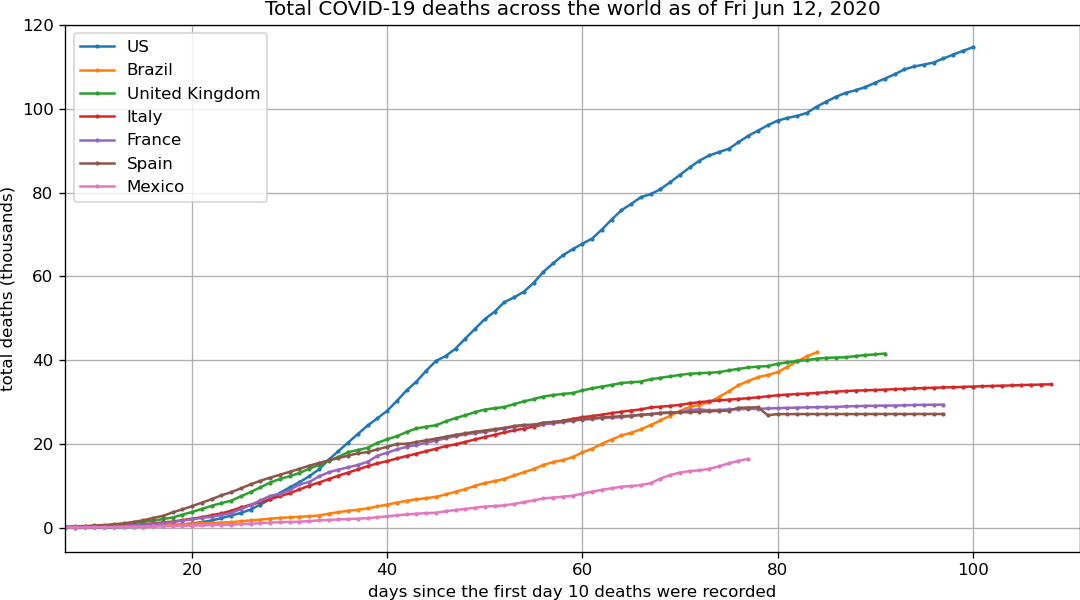 Total COVID-19 deaths across the world as of Fri Jun 12, 2020
120
100
80
60
40
20
0
total deaths (thousands)
US
Brazil
United Kingdom
Italy
France
Spain
Mexico
20 40 60 80 100
days since the first day 10 deaths were recorded